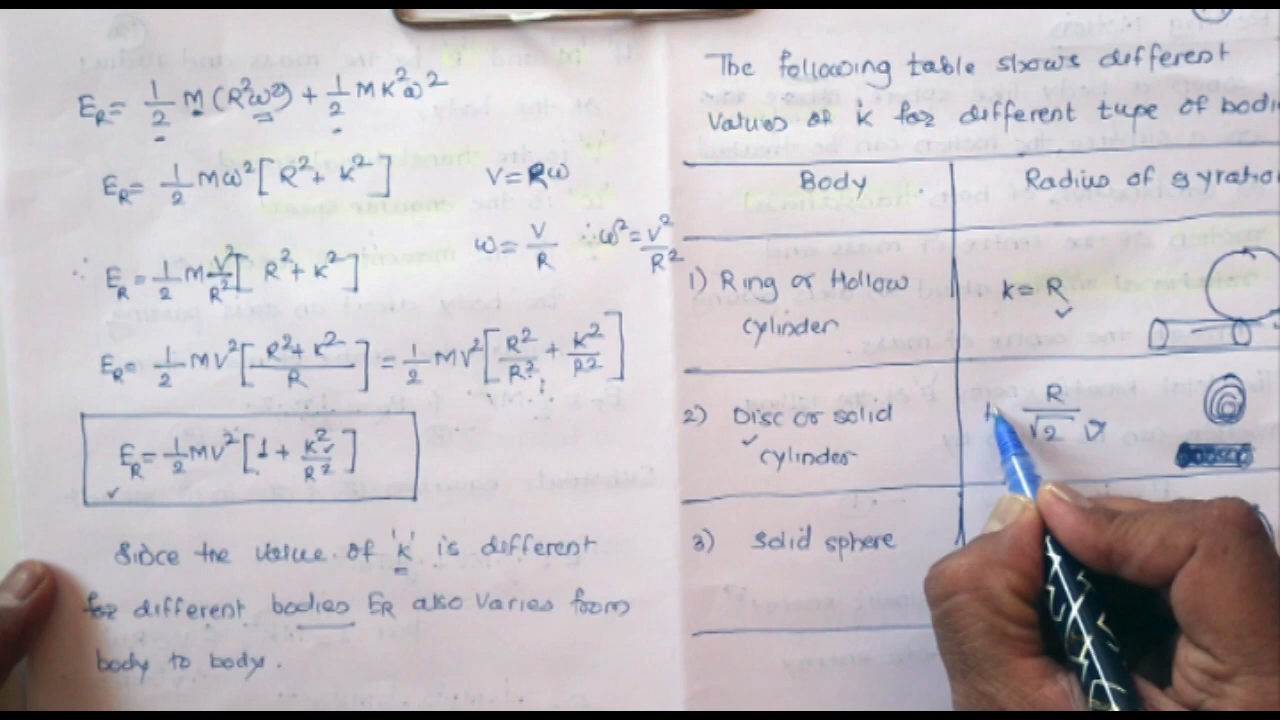 E_R = 1/2 M (R²ω²) + 1/2 MK²ω²
E_R = 1/2 Mω² [R² + K²]
V = Rω
ω = V/R ∴ ω² = V²/R²
∴ E_R = 1/2 M V²/R² [R² + K²]
E_R = 1/2 MV² [R² + K²/R] = 1/2 MV² [R²/R² + K²/R²]
E_R = 1/2 MV² [1 + K²/R²]
Since the value of 'K' is different
for different bodies E_R also varies from
body to body.
The following table shows different
values of k for different type of bodi
Body Radius of gyratio
1) Ring or Hollow
cylinder
k = R
2) Disc or solid
cylinder
R/√2
3) Solid sphere